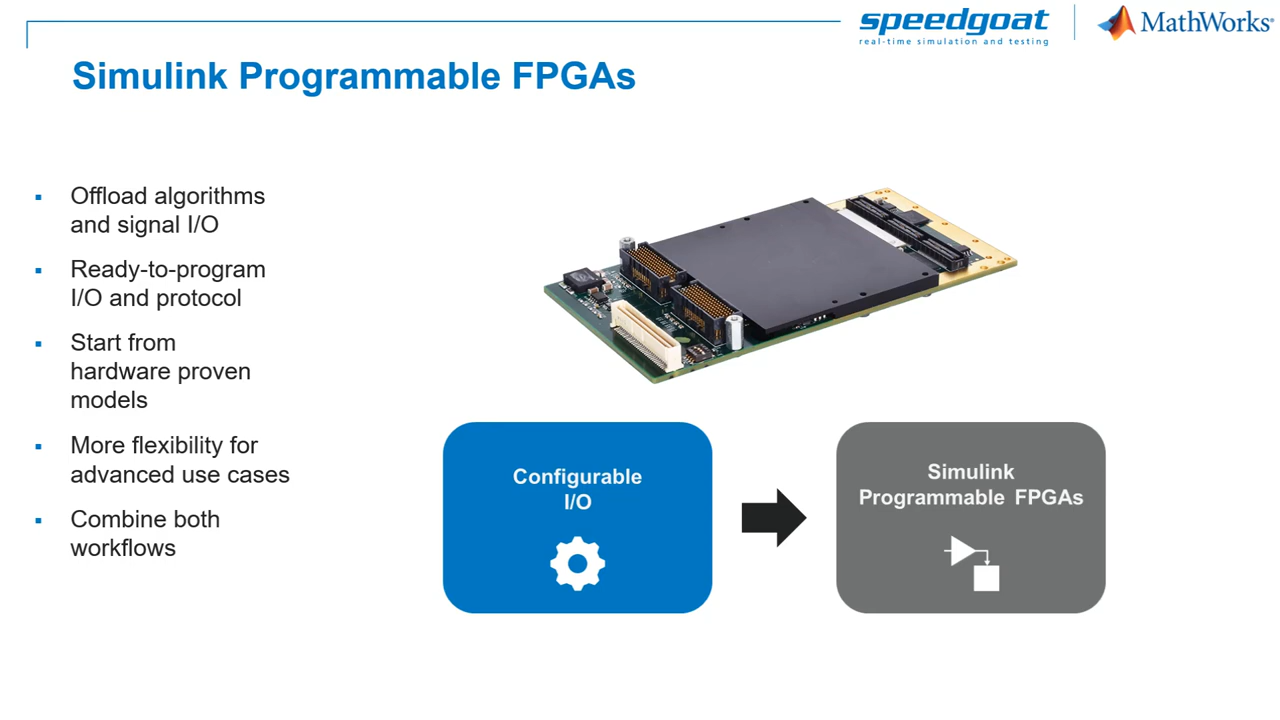 speedgoat
real-time simulation and testing
MathWorks®
Simulink Programmable FPGAs
Offload algorithms
and signal I/O
Ready-to-program
I/O and protocol
Start from
hardware proven
models
More flexibility for
advanced use cases
Combine both
workflows
Configurable
I/O
Simulink
Programmable FPGAs